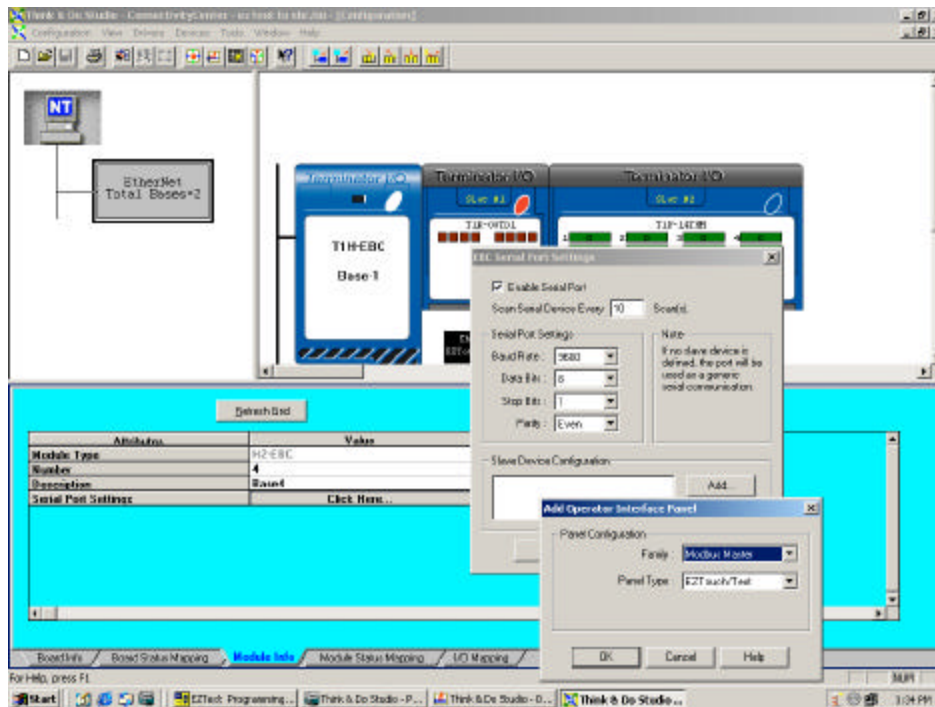 Think & Do Studio - ConnectivityCenter - [Configuration]
Configuration View Drivers Devices Tools Window Help
NT
EtherNet
Total Bases=2
Terminator I/O
Terminator I/O
Terminator I/O
Slot #1
Slot #2
T1H-EBC
Base-1
EBC Serial Port Settings
Enable Serial Port
Scan Serial Device Every 10 Scan(s).
Serial Port Settings
Baud Rate : 9600
Data Bits : 8
Stop Bits : 1
Parity : Even
Note
If no slave device is
defined, the port will be
used as a generic
serial communication.
Slave Device Configuration
Add...
Refresh Grid
Attributes Value
Module Type H2-EBC
Number 4
Description Base4
Serial Port Settings Click Here...
Add Operator Interface Panel
Panel Configuration
Family : Modbus Master
Panel Type : EZTouch/Text
OK Cancel Help
Board Info Board Status Mapping Module Info Module Status Mapping I/O Mapping
For Help, press F1
NUM
Start EZText Programming... Think & Do Studio - P... Think & Do Studio - D... Think & Do Studio ... 3:04 PM